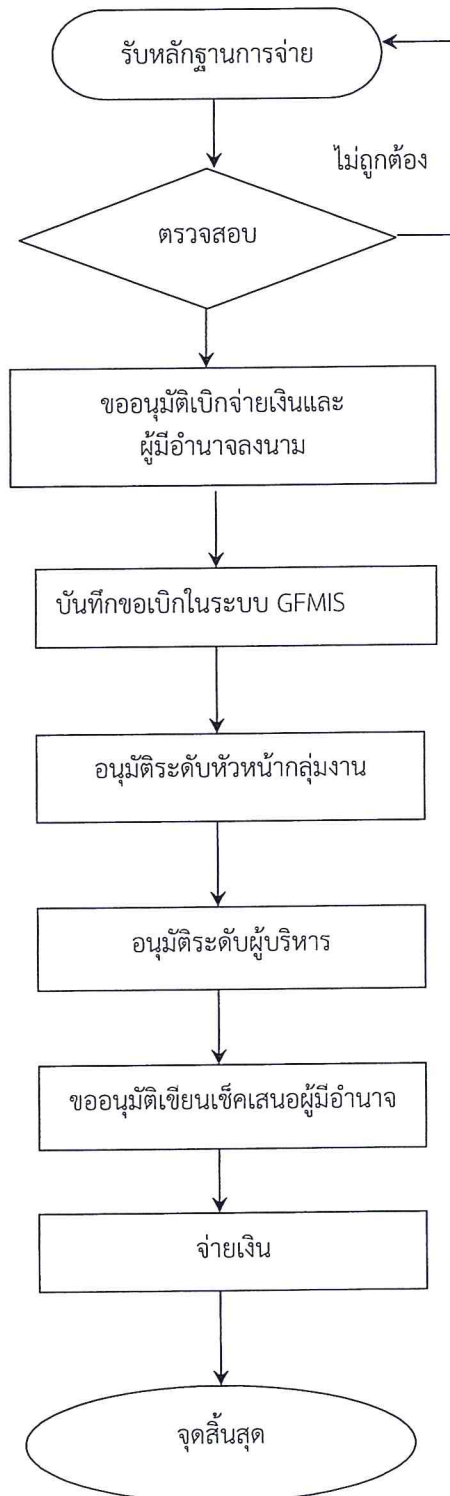 รับหลักฐานการจ่าย
ไม่ถูกต้อง
ตรวจสอบ
ขออนุมัติเบิกจ่ายเงินและ
ผู้มีอำนาจลงนาม
บันทึกขอเบิกในระบบ GFMIS
อนุมัติระดับหัวหน้ากลุ่มงาน
อนุมัติระดับผู้บริหาร
ขออนุมัติเขียนเช็คเสนอผู้มีอำนาจ
จ่ายเงิน
จุดสิ้นสุด